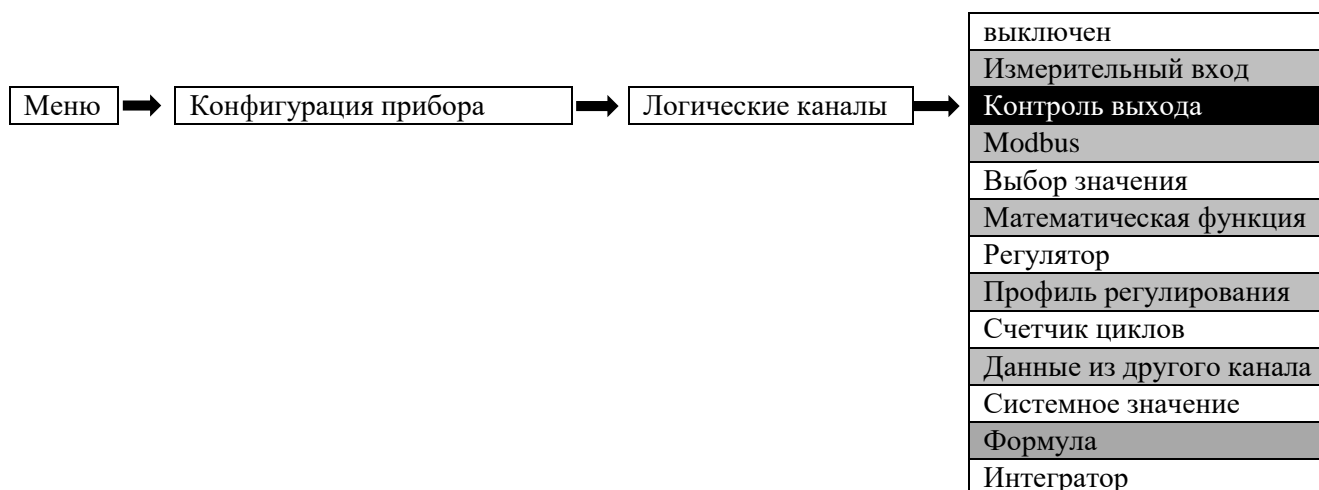 выключен
Измерительный вход
Меню
Конфигурация прибора
Логические каналы
Контроль выхода
Modbus
Выбор значения
Математическая функция
Регулятор
Профиль регулирования
Счетчик циклов
Данные из другого канала
Системное значение
Формула
Интегратор